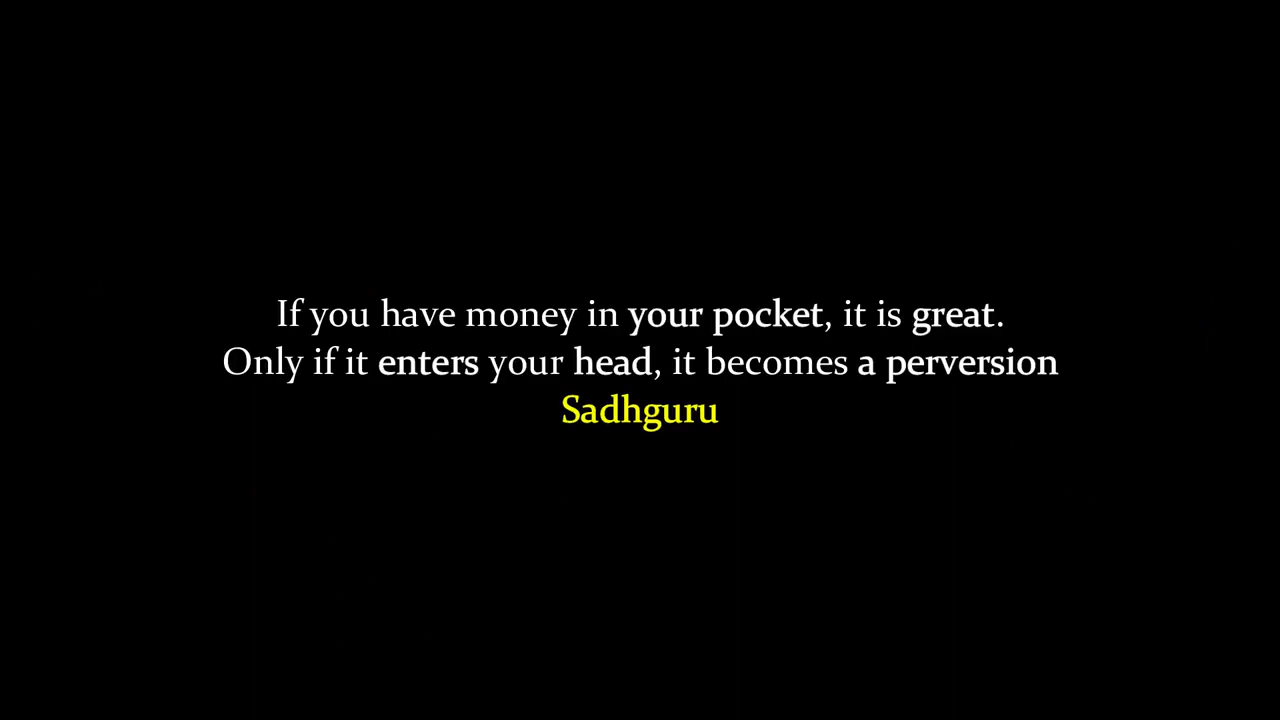 If you have money in your pocket, it is great.
Only if it enters your head, it becomes a perversion
Sadhguru